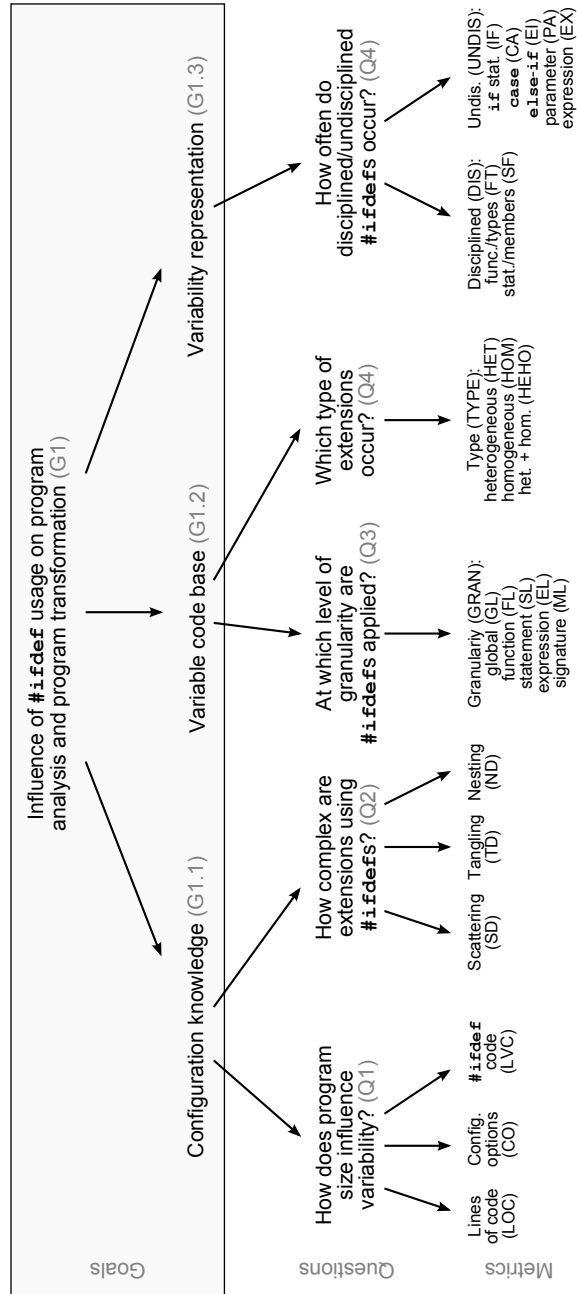 Goals
Influence of #ifdef usage on program
analysis and program transformation (G1)
Configuration knowledge (G1.1)
Variable code base (G1.2)
Variability representation (G1.3)
Questions
How does program
size influence
variability? (Q1)
How complex are
extensions using
#ifdefs? (Q2)
At which level of
granularity are
#ifdefs applied? (Q3)
Which type of
extensions
occur? (Q4)
How often do
disciplined/undisciplined
#ifdefs occur? (Q4)
Metrics
Lines
of code
(LOC)
Config.
options
(CO)
#ifdef
code
(LVC)
Scattering
(SD)
Tangling
(TD)
Nesting
(ND)
Granularity (GRAN):
global (GL)
function (FL)
statement (SL)
expression (EL)
signature (ML)
Type (TYPE):
heterogeneous (HET)
homogeneous (HOM)
het. + hom. (HEHO)
Disciplined (DIS):
func./types (FT)
stat./members (SF)
Undis. (UNDIS):
if stat. (IF)
case (CA)
else-if (EI)
parameter (PA)
expression (EX)